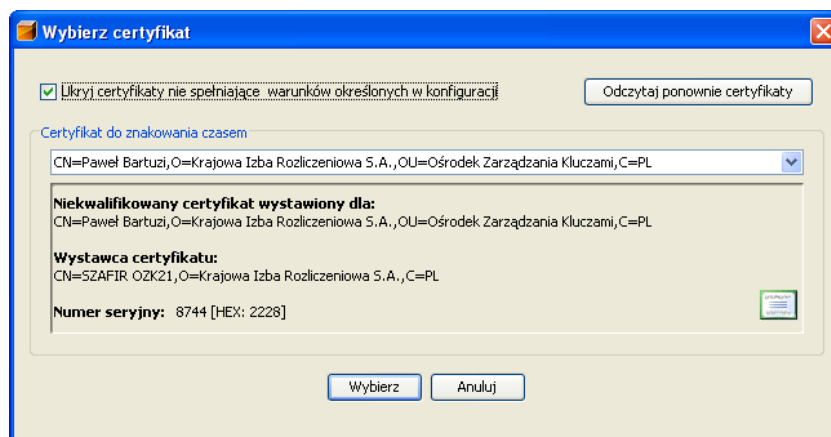 Wybierz certyfikat
Ukryj certyfikaty nie spełniające warunków określonych w konfiguracji
Odczytaj ponownie certyfikaty
Certyfikat do znakowania czasem
CN=Paweł Bartuzi,O=Krajowa Izba Rozliczeniowa S.A.,OU=Ośrodek Zarządzania Kluczami,C=PL
Niekwalifikowany certyfikat wystawiony dla:
CN=Paweł Bartuzi,O=Krajowa Izba Rozliczeniowa S.A.,OU=Ośrodek Zarządzania Kluczami,C=PL
Wystawca certyfikatu:
CN=SZAFIR OZK21,O=Krajowa Izba Rozliczeniowa S.A.,C=PL
Numer seryjny: 8744 [HEX: 2228]
Wybierz
Anuluj